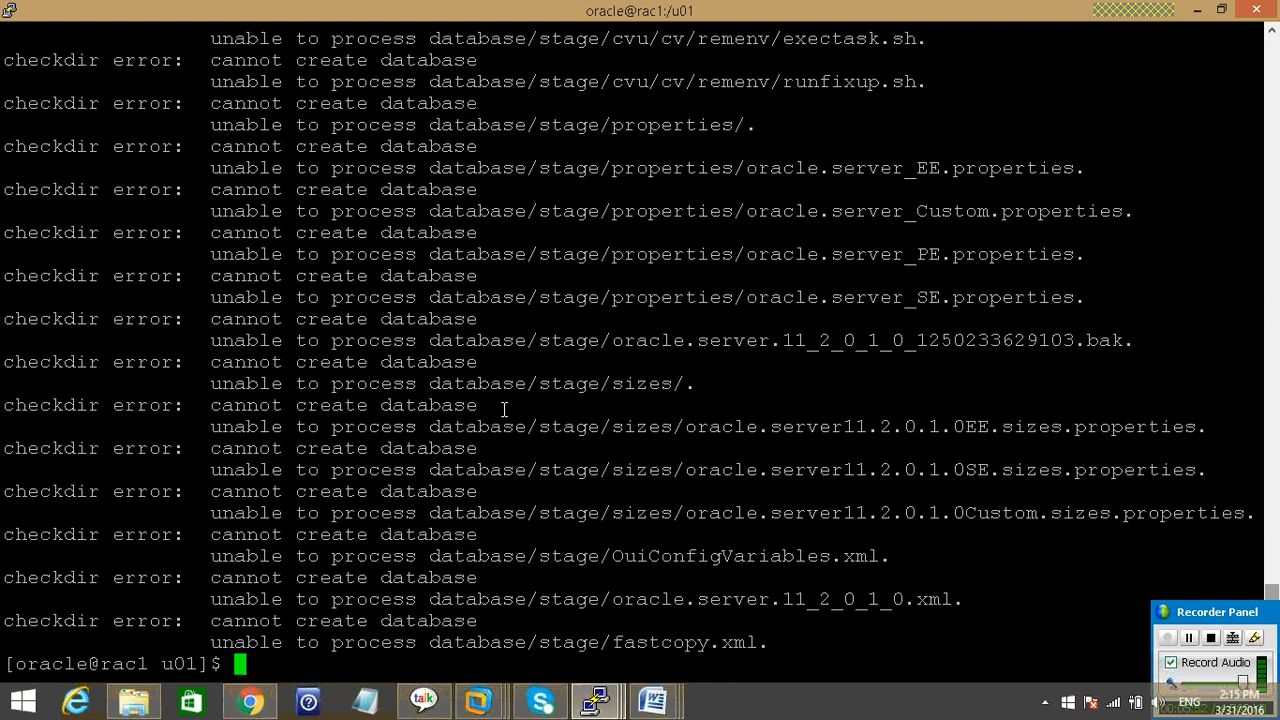 oracle@rac1:/u01
unable to process database/stage/cvu/cv/remenv/exectask.sh.
checkdir error: cannot create database
unable to process database/stage/cvu/cv/remenv/runfixup.sh.
checkdir error: cannot create database
unable to process database/stage/properties/.
checkdir error: cannot create database
unable to process database/stage/properties/oracle.server_EE.properties.
checkdir error: cannot create database
unable to process database/stage/properties/oracle.server_Custom.properties.
checkdir error: cannot create database
unable to process database/stage/properties/oracle.server_PE.properties.
checkdir error: cannot create database
unable to process database/stage/properties/oracle.server_SE.properties.
checkdir error: cannot create database
unable to process database/stage/oracle.server.11_2_0_1_0_1250233629103.bak.
checkdir error: cannot create database
unable to process database/stage/sizes/.
checkdir error: cannot create database
unable to process database/stage/sizes/oracle.server11.2.0.1.0EE.sizes.properties.
checkdir error: cannot create database
unable to process database/stage/sizes/oracle.server11.2.0.1.0SE.sizes.properties.
checkdir error: cannot create database
unable to process database/stage/sizes/oracle.server11.2.0.1.0Custom.sizes.properties.
checkdir error: cannot create database
unable to process database/stage/OuiConfigVariables.xml.
checkdir error: cannot create database
unable to process database/stage/oracle.server.11_2_0_1_0.xml.
checkdir error: cannot create database
unable to process database/stage/fastcopy.xml.
[oracle@rac1 u01]$
Recorder Panel
Record Audio
talk
ENG
2:15 PM
3/31/2016